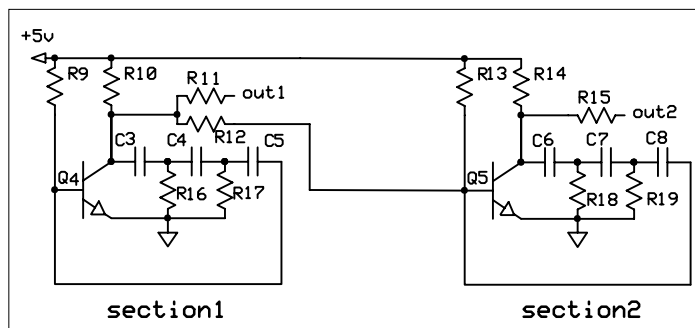 +5v
R9
R10
R11
out1
R12
C3
C4
C5
Q4
R16
R17
section1
R13
R14
R15
out2
C6
C7
C8
Q5
R18
R19
section2